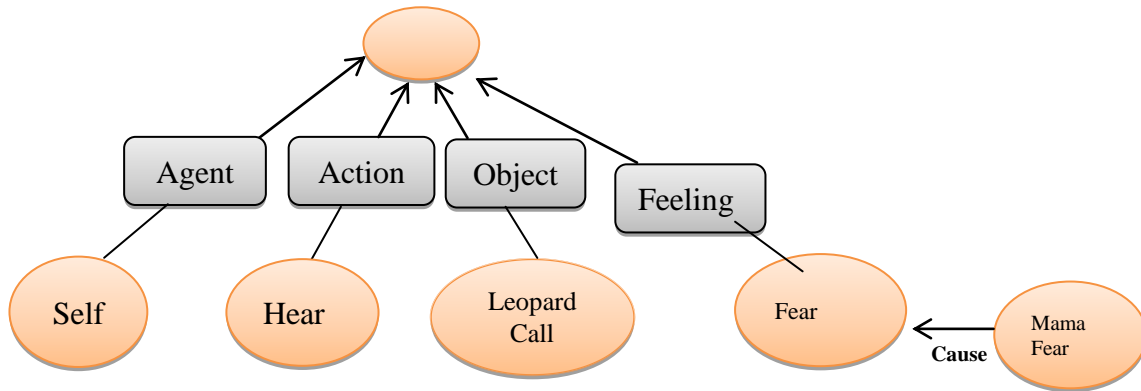 Agent
Action
Object
Feeling
Self
Hear
Leopard
Call
Fear
Cause
Mama
Fear